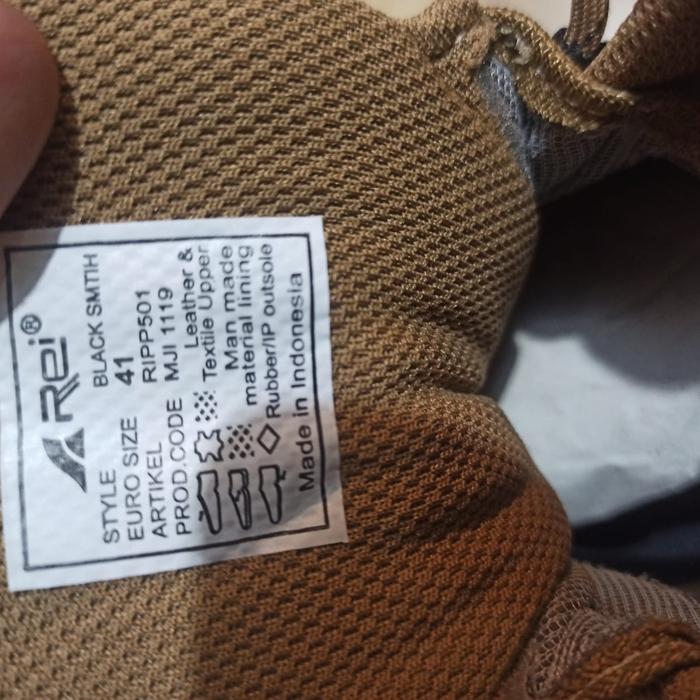 AREI®
STYLE BLACK SMTIH
EURO SIZE 41
ARTIKEL RIPP501
PROD.CODE MJI 1119
Leather &
Textile Upper
Man made
material lining
Rubber/IP outsole
Made in Indonesia